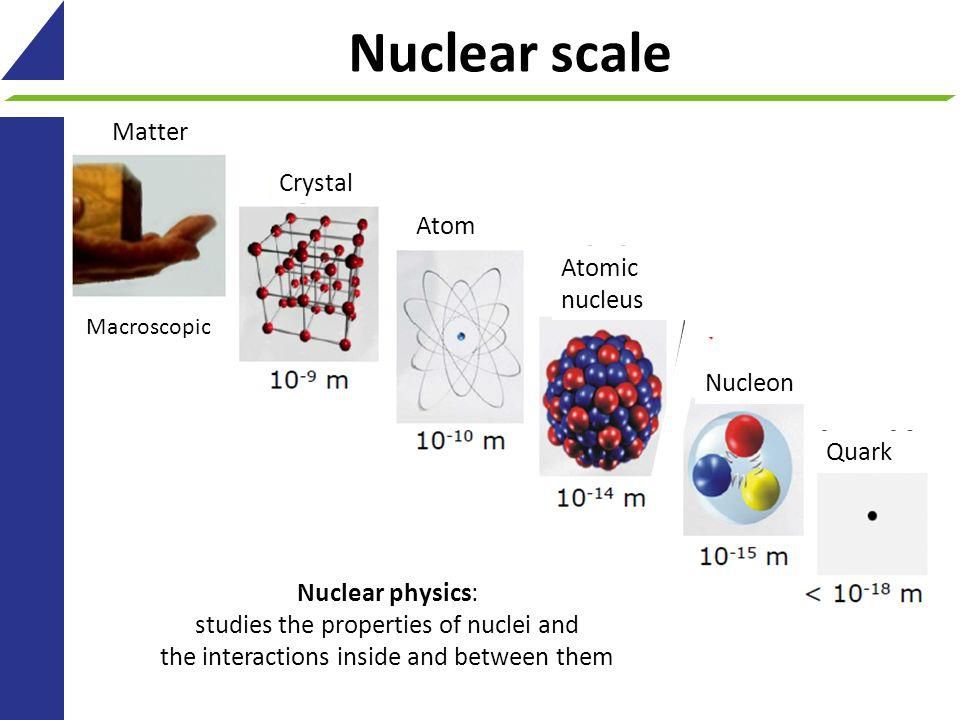 Nuclear scale
Matter
Macroscopic
Crystal
10⁻⁹ m
Atom
10⁻¹⁰ m
Atomic
nucleus
10⁻¹⁴ m
Nucleon
10⁻¹⁵ m
Quark
< 10⁻¹⁸ m
Nuclear physics:
studies the properties of nuclei and
the interactions inside and between them